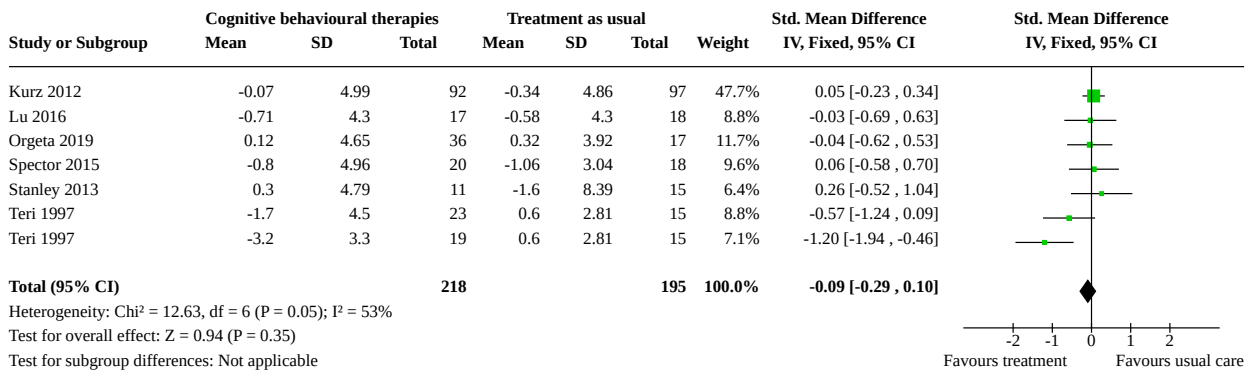 Cognitive behavioural therapies Treatment as usual Std. Mean Difference Std. Mean Difference
Study or Subgroup Mean SD Total Mean SD Total Weight IV, Fixed, 95% CI IV, Fixed, 95% CI
Kurz 2012 -0.07 4.99 92 -0.34 4.86 97 47.7% 0.05 [-0.23 , 0.34]
Lu 2016 -0.71 4.3 17 -0.58 4.3 18 8.8% -0.03 [-0.69 , 0.63]
Orgeta 2019 0.12 4.65 36 0.32 3.92 17 11.7% -0.04 [-0.62 , 0.53]
Spector 2015 -0.8 4.96 20 -1.06 3.04 18 9.6% 0.06 [-0.58 , 0.70]
Stanley 2013 0.3 4.79 11 -1.6 8.39 15 6.4% 0.26 [-0.52 , 1.04]
Teri 1997 -1.7 4.5 23 0.6 2.81 15 8.8% -0.57 [-1.24 , 0.09]
Teri 1997 -3.2 3.3 19 0.6 2.81 15 7.1% -1.20 [-1.94 , -0.46]
Total (95% CI) 218 195 100.0% -0.09 [-0.29 , 0.10]
Heterogeneity: Chi² = 12.63, df = 6 (P = 0.05); I² = 53%
Test for overall effect: Z = 0.94 (P = 0.35)
Test for subgroup differences: Not applicable
-2 -1 0 1 2
Favours treatment Favours usual care